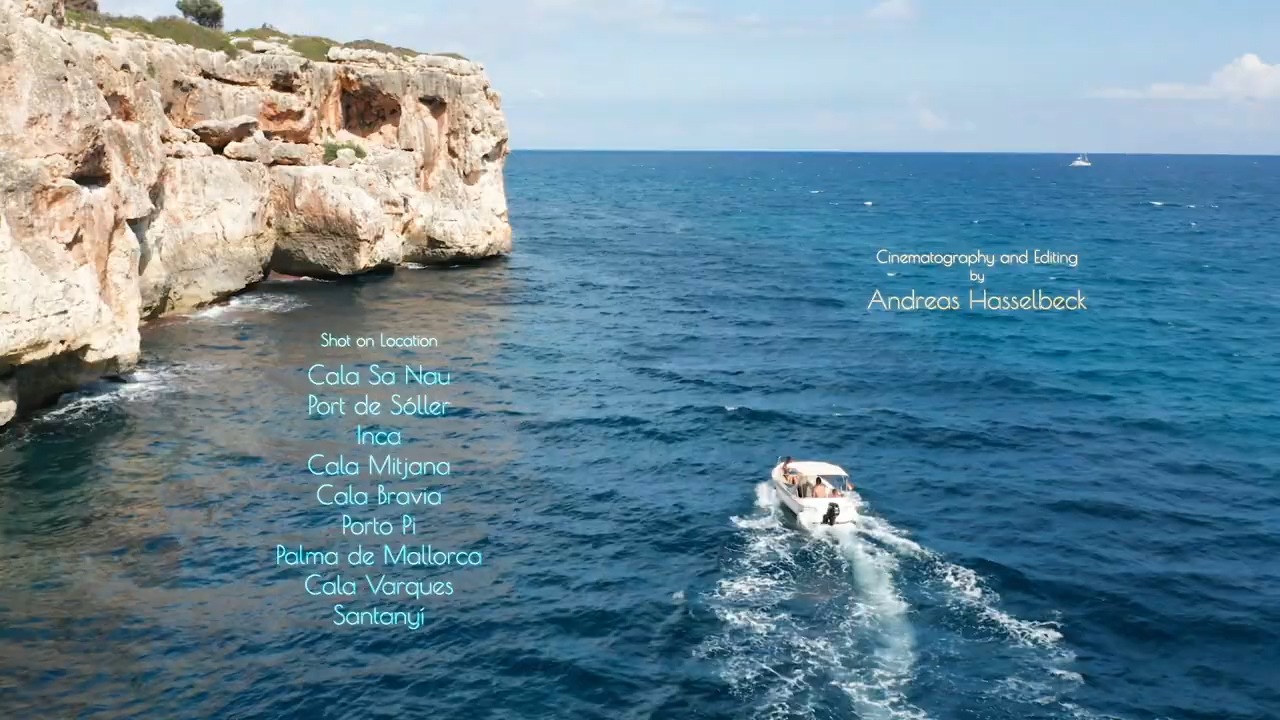 Cinematography and Editing
by
Andreas Hasselbeck
Shot on Location
Cala Sa Nau
Port de Sóller
Inca
Cala Mitjana
Cala Bravia
Porto Pi
Palma de Mallorca
Cala Varques
Santanyí